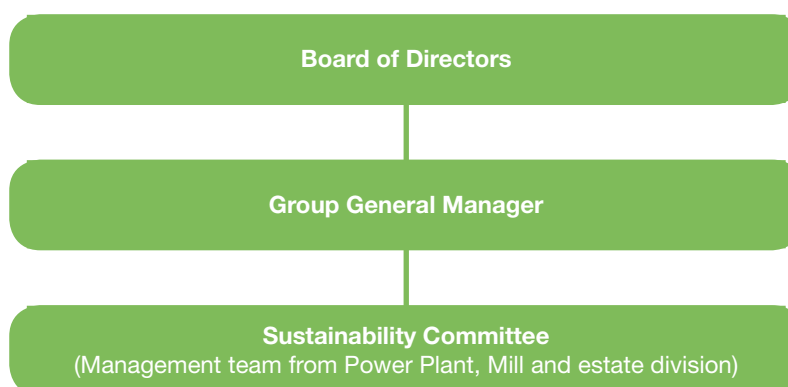 Board of Directors
Group General Manager
Sustainability Committee
(Management team from Power Plant, Mill and estate division)